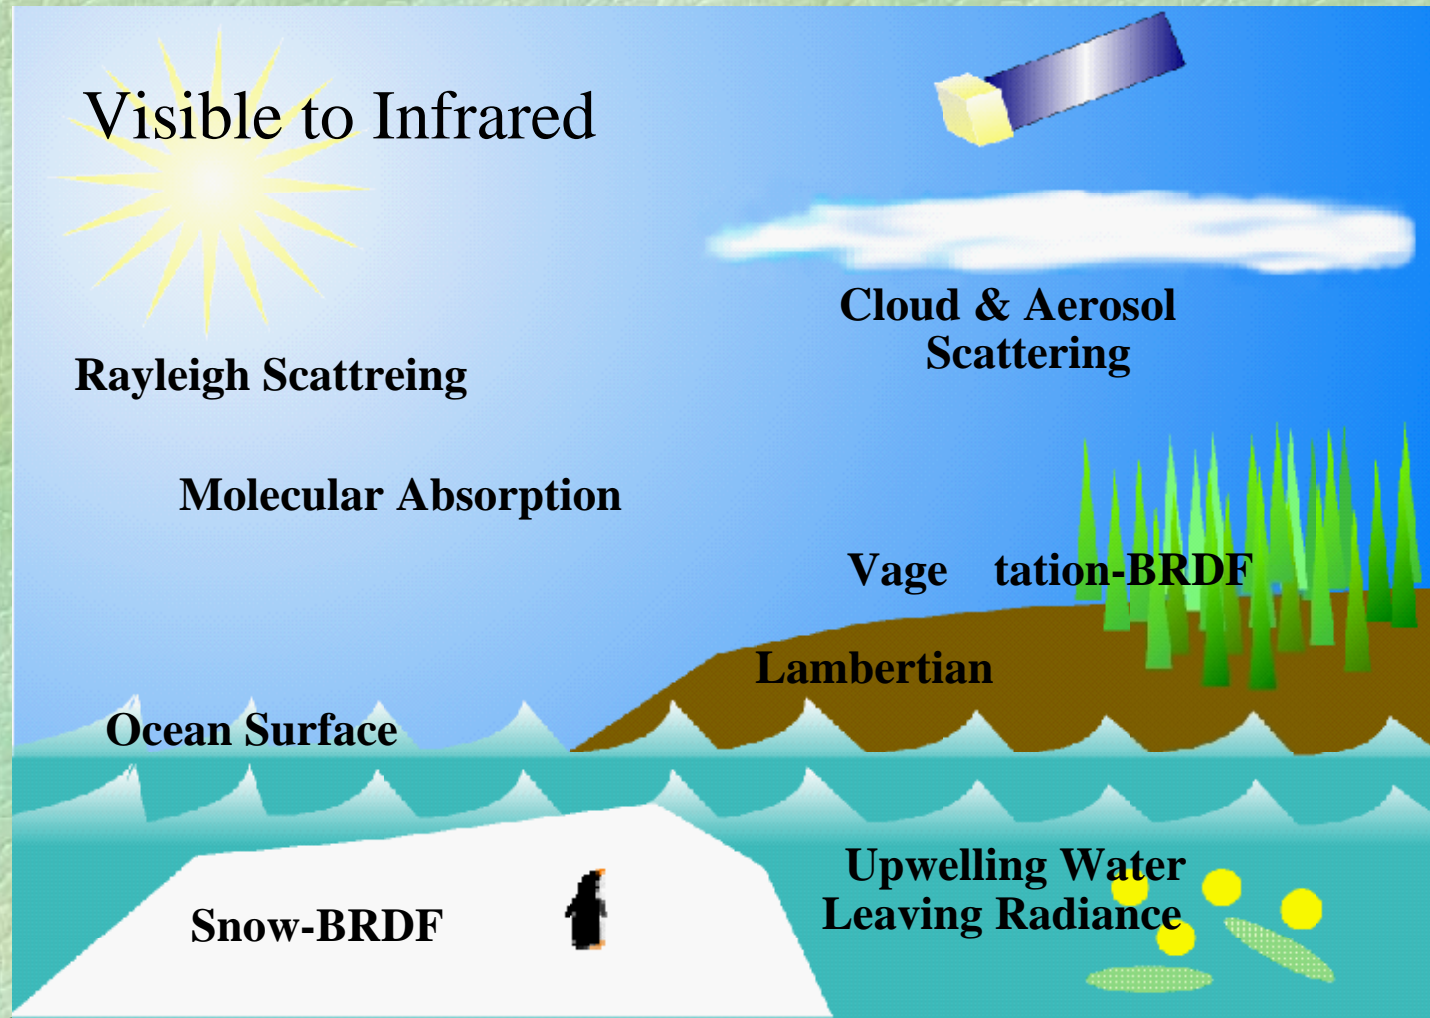 Visible to Infrared
Cloud & Aerosol
Scattering
Rayleigh Scattreing
Molecular Absorption
Vage tation-BRDF
Lambertian
Ocean Surface
Upwelling Water
Leaving Radiance
Snow-BRDF